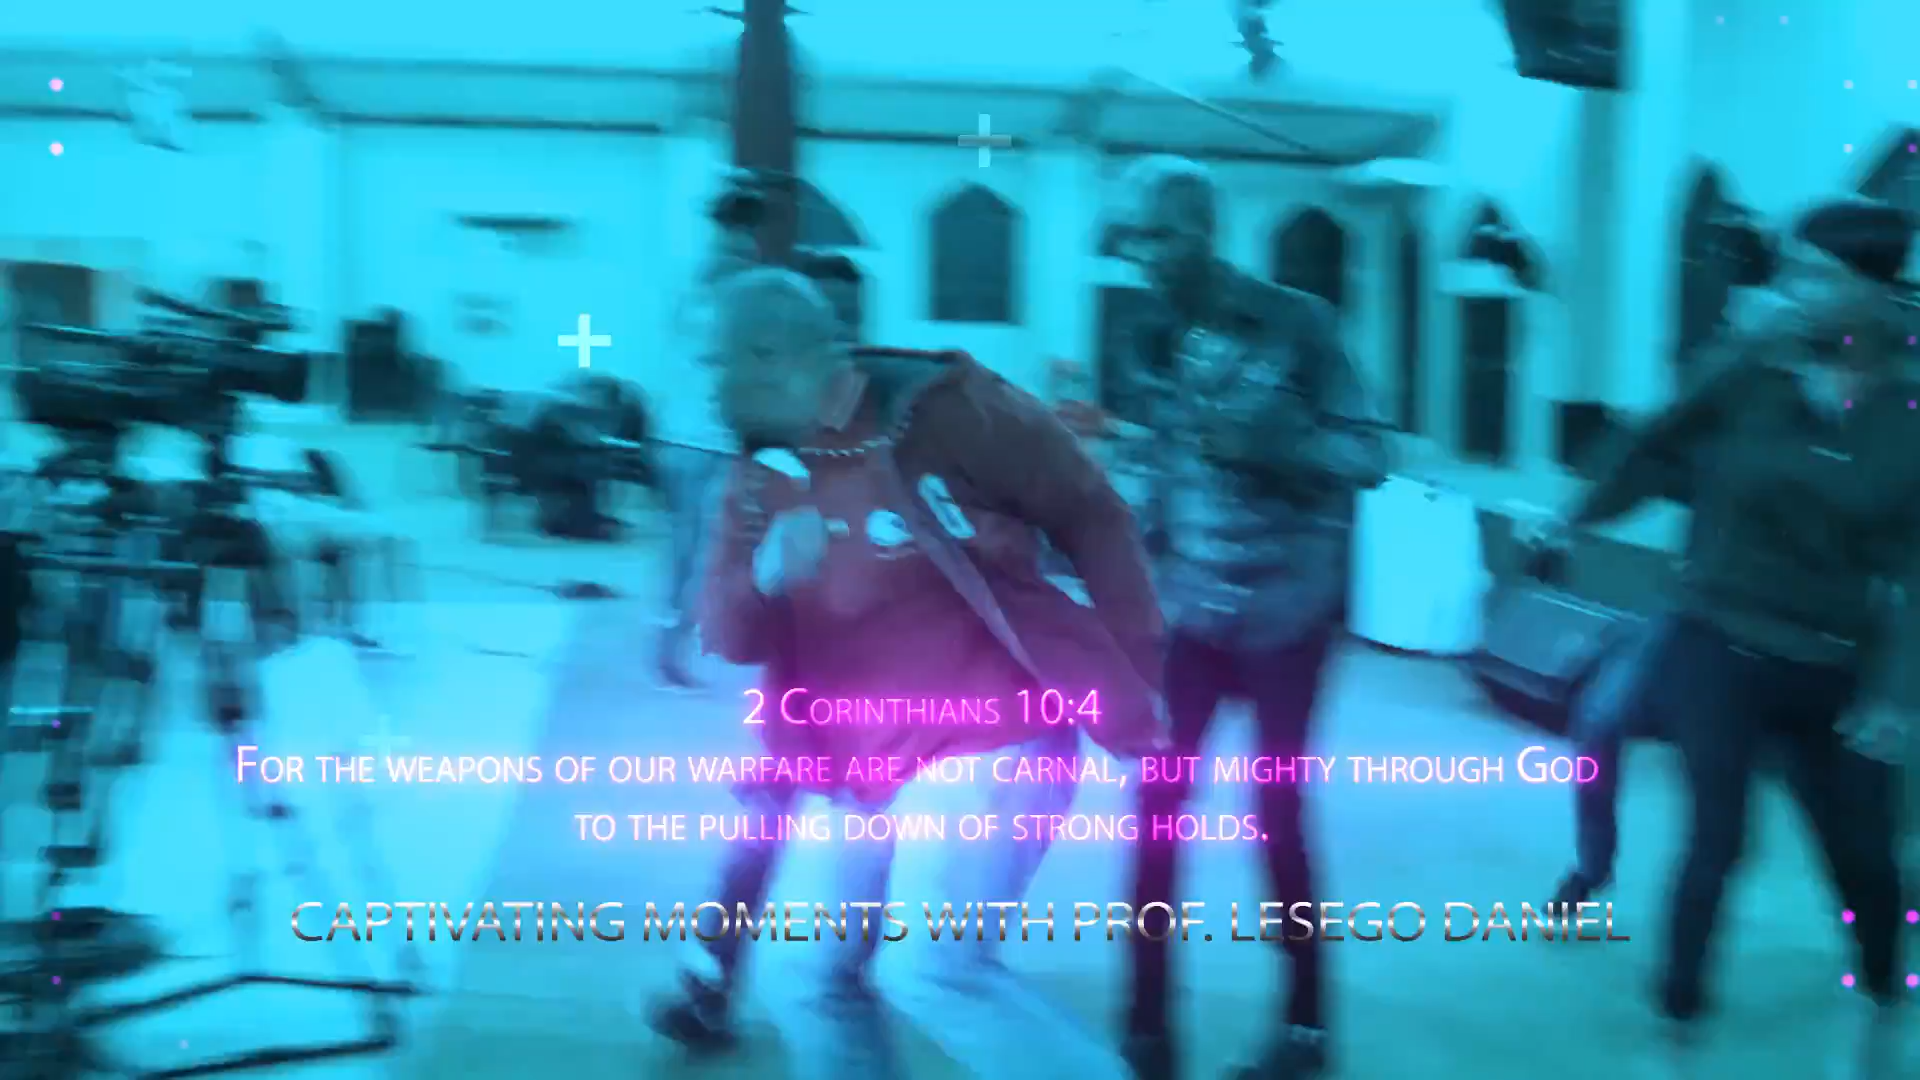 2 Corinthians 10:4
For the weapons of our warfare are not carnal, but mighty through God
to the pulling down of strong holds.
CAPTIVATING MOMENTS WITH PROF. LESEGO DANIEL